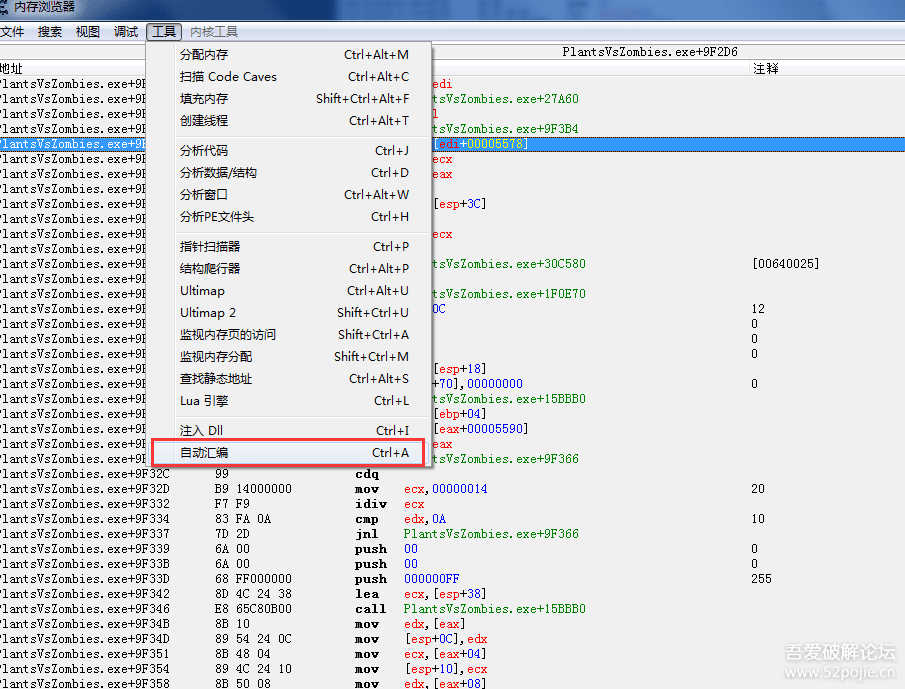 内存浏览器
文件 搜索 视图 调试 工具 内核工具
PlantsVsZombies.exe+9F2D6
地址 注释
分配内存 Ctrl+Alt+M
扫描 Code Caves Ctrl+Alt+C
填充内存 Shift+Ctrl+Alt+F
创建线程 Ctrl+Alt+T
分析代码 Ctrl+J
分析数据/结构 Ctrl+D
分析窗口 Ctrl+Alt+W
分析PE文件头 Ctrl+H
指针扫描器 Ctrl+P
结构爬行器 Ctrl+Alt+P
Ultimap Ctrl+Alt+U
Ultimap 2 Shift+Ctrl+U
监视内存页的访问 Shift+Ctrl+A
监视内存分配 Shift+Ctrl+M
查找静态地址 Ctrl+Alt+S
Lua 引擎 Ctrl+L
注入 Dll Ctrl+I
自动汇编 Ctrl+A
PlantsVsZombies.exe+9F edi
PlantsVsZombies.exe+9F tsVsZombies.exe+27A60
PlantsVsZombies.exe+9F l
PlantsVsZombies.exe+9F tsVsZombies.exe+9F3B4
PlantsVsZombies.exe+9F [edi+00005578]
PlantsVsZombies.exe+9F ecx
PlantsVsZombies.exe+9F eax
PlantsVsZombies.exe+9F
PlantsVsZombies.exe+9F [esp+3C]
PlantsVsZombies.exe+9F
PlantsVsZombies.exe+9F ecx
PlantsVsZombies.exe+9F
PlantsVsZombies.exe+9F tsVsZombies.exe+30C580 [00640025]
PlantsVsZombies.exe+9F
PlantsVsZombies.exe+9F tsVsZombies.exe+1F0E70
PlantsVsZombies.exe+9F 0C 12
PlantsVsZombies.exe+9F 0
PlantsVsZombies.exe+9F 0
PlantsVsZombies.exe+9F 0
PlantsVsZombies.exe+9F [esp+18]
PlantsVsZombies.exe+9F +70],00000000 0
PlantsVsZombies.exe+9F tsVsZombies.exe+15BBB0
PlantsVsZombies.exe+9F [ebp+04]
PlantsVsZombies.exe+9F [eax+00005590]
PlantsVsZombies.exe+9F eax
PlantsVsZombies.exe+9F tsVsZombies.exe+9F366
PlantsVsZombies.exe+9F32C 99 cdq
PlantsVsZombies.exe+9F32D B9 14000000 mov ecx,00000014 20
PlantsVsZombies.exe+9F332 F7 F9 idiv ecx
PlantsVsZombies.exe+9F334 83 FA 0A cmp edx,0A 10
PlantsVsZombies.exe+9F337 7D 2D jnl PlantsVsZombies.exe+9F366
PlantsVsZombies.exe+9F339 6A 00 push 00 0
PlantsVsZombies.exe+9F33B 6A 00 push 00 0
PlantsVsZombies.exe+9F33D 68 FF000000 push 000000FF 255
PlantsVsZombies.exe+9F342 8D 4C 24 38 lea ecx,[esp+38]
PlantsVsZombies.exe+9F346 E8 65C80B00 call PlantsVsZombies.exe+15BBB0
PlantsVsZombies.exe+9F34B 8B 10 mov edx,[eax]
PlantsVsZombies.exe+9F34D 89 54 24 0C mov [esp+0C],edx
PlantsVsZombies.exe+9F351 8B 48 04 mov ecx,[eax+04]
PlantsVsZombies.exe+9F354 89 4C 24 10 mov [esp+10],ecx
PlantsVsZombies.exe+9F358 8B 50 08 mov edx,[eax+08]
吾爱破解论坛
www.52pojie.cn